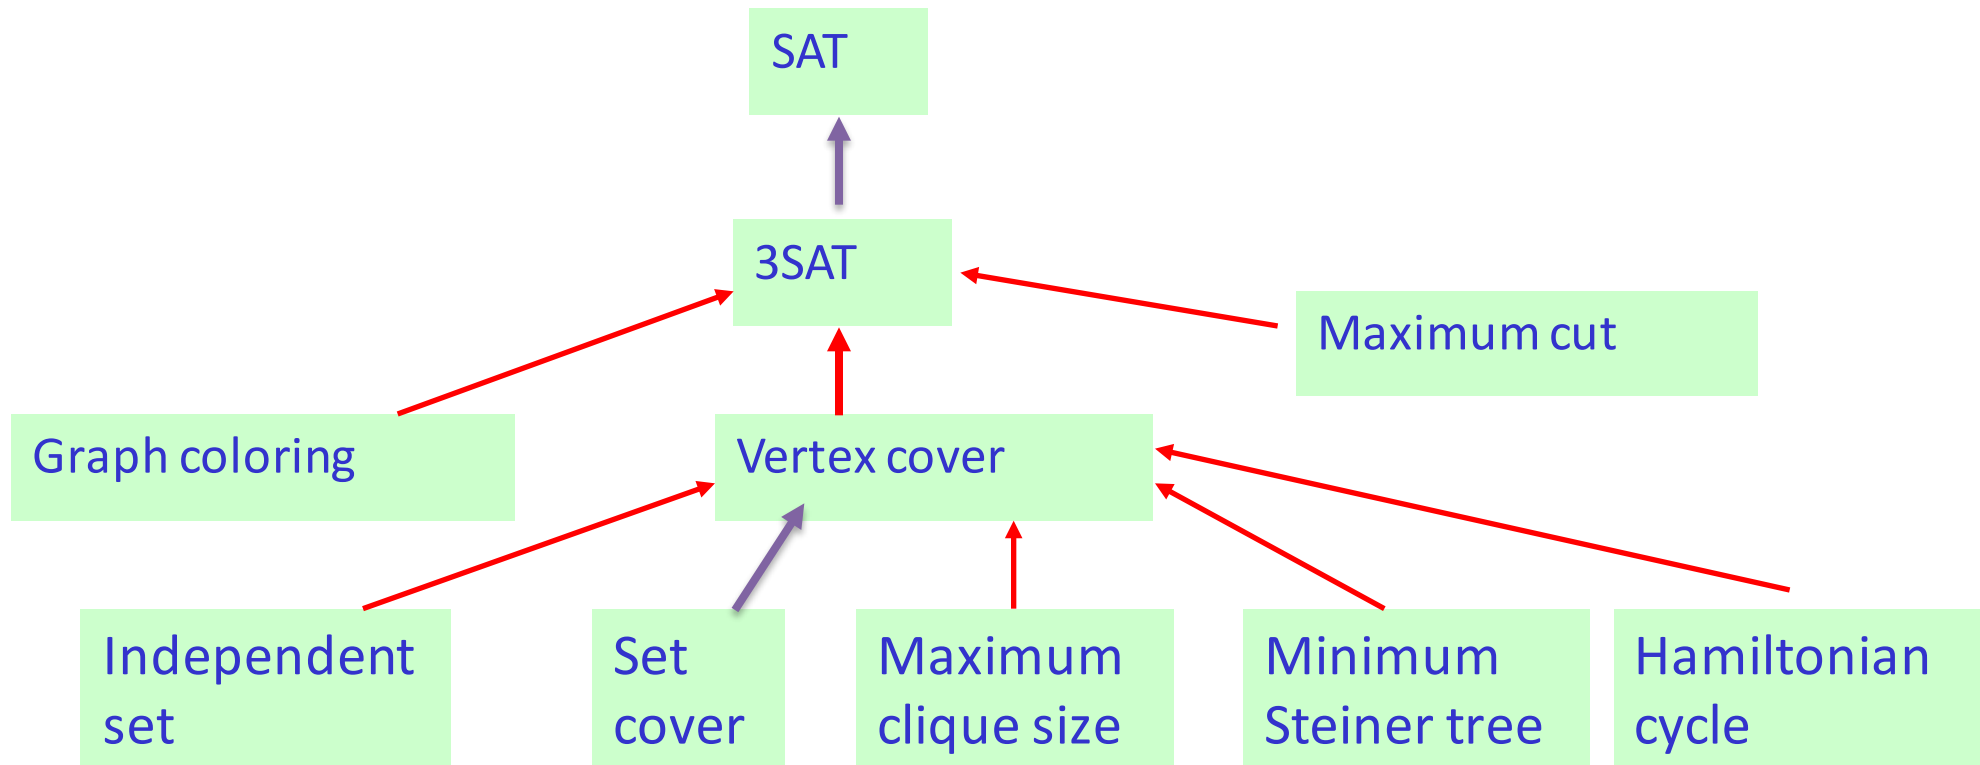 SAT
3SAT
Maximum cut
Graph coloring
Vertex cover
Independent
set
Set
cover
Maximum
clique size
Minimum
Steiner tree
Hamiltonian
cycle